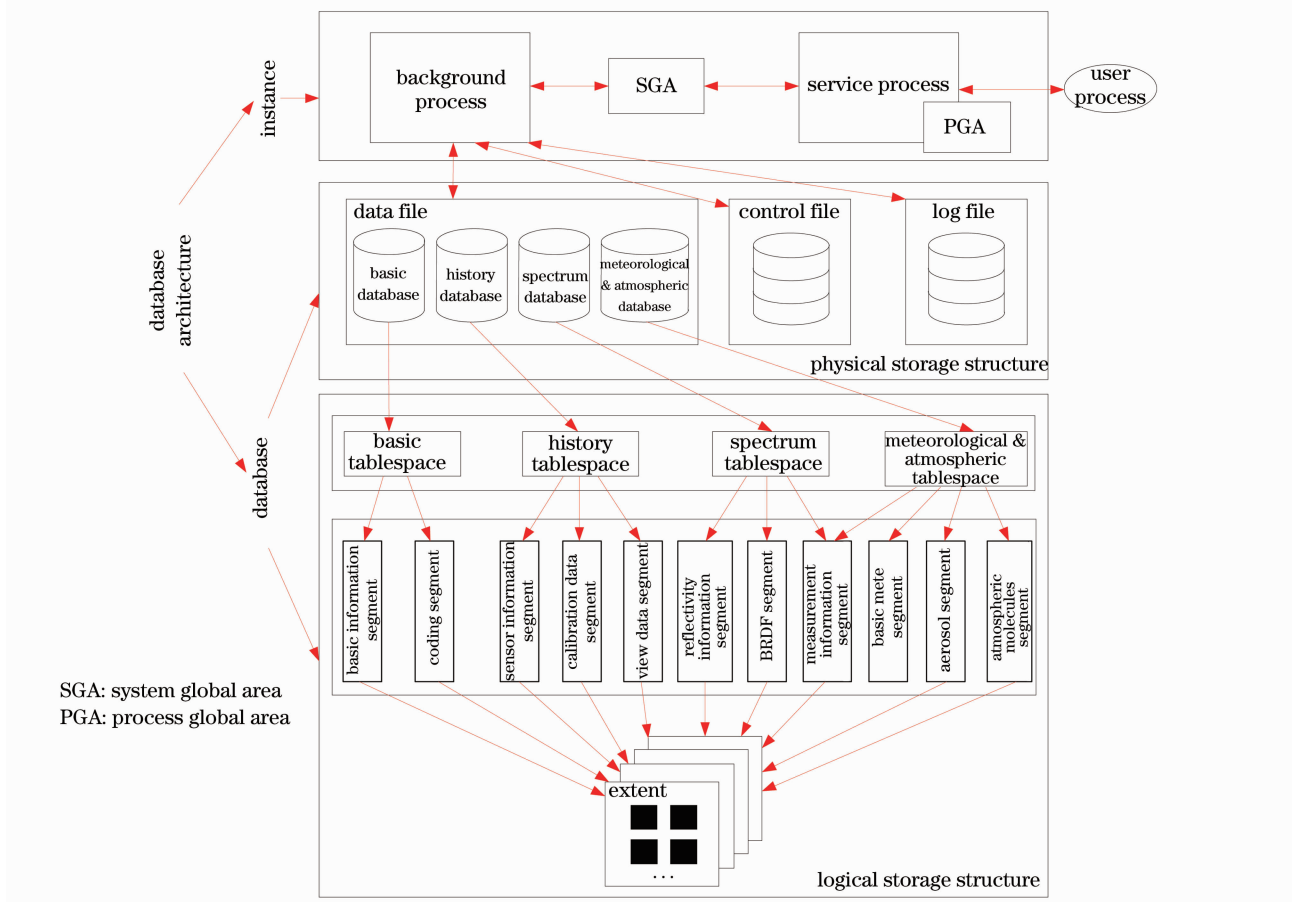 background
process
SGA
service process
PGA
user
process
instance
data file
control file
log file
basic
database
history
database
spectrum
database
meteorological
& atmospheric
database
physical storage structure
database
architecture
database
basic
tablespace
history
tablespace
spectrum
tablespace
meteorological &
atmospheric
tablespace
basic information
segment
coding segment
sensor information
segment
calibration data
segment
view data segment
reflectivity
information
segment
BRDF segment
measurement
information
segment
basic mete
segment
aerosol segment
atmospheric
molecules
segment
SGA: system global area
PGA: process global area
extent
...
logical storage structure